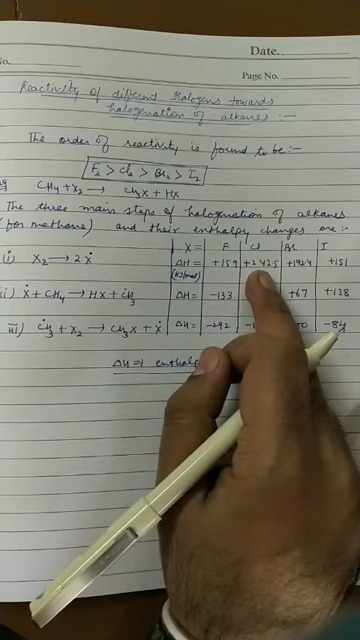 Date.
No.
Page No.
Reactivity of different Halogens towards
halogenation of alkanes :-
The order of reactivity is found to be:-
F₂ > Cl₂ > Br₂ > I₂
CH₄ + X₂ → CH₃X + HX
The three main steps of halogenation of alkanes
(for methane) and their enthalpy changes are:-
X = F Cl Br I
i) X₂ → 2Ẋ ΔH = +159 +242.5 +192.4 +151
(KJ/mol)
ii) Ẋ + CH₄ → HX + ĊH₃ ΔH = -133 +67 +138
iii) ĊH₃ + X₂ → CH₃X + Ẋ ΔH = -292 -84
ΔH ⇒